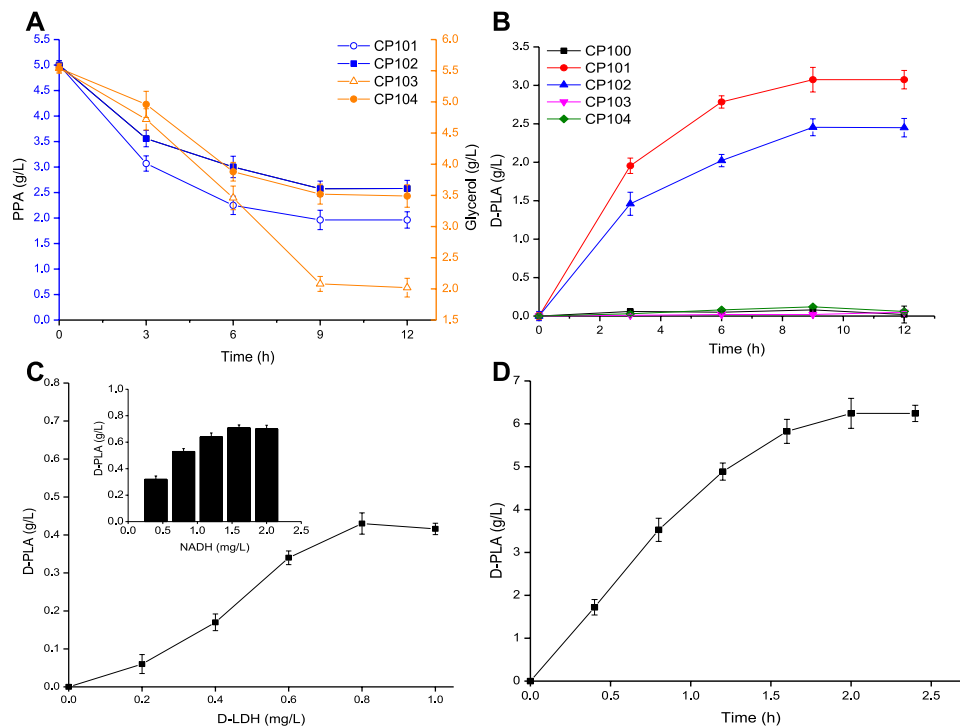 A
PPA (g/L)
5.5
5.0
4.5
4.0
3.5
3.0
2.5
2.0
1.5
1.0
0.5
0.0
0 3 6 9 12
Time (h)
CP101
CP102
CP103
CP104
6.0
5.5
5.0
4.5
4.0
3.5
3.0
2.5
2.0
1.5
Glycerol (g/L)
B
D-PLA (g/L)
3.5
3.0
2.5
2.0
1.5
1.0
0.5
0.0
0 2 4 6 8 10 12
Time (h)
CP100
CP101
CP102
CP103
CP104
C
D-PLA (g/L)
0.8
0.7
0.6
0.5
0.4
0.3
0.2
0.1
0.0
0.0 0.2 0.4 0.6 0.8 1.0
D-LDH (mg/L)
D-PLA (g/L)
1.0
0.8
0.6
0.4
0.2
0.0
0.0 0.5 1.0 1.5 2.0 2.5
NADH (mg/L)
D
D-PLA (g/L)
7
6
5
4
3
2
1
0
0.0 0.5 1.0 1.5 2.0 2.5
Time (h)